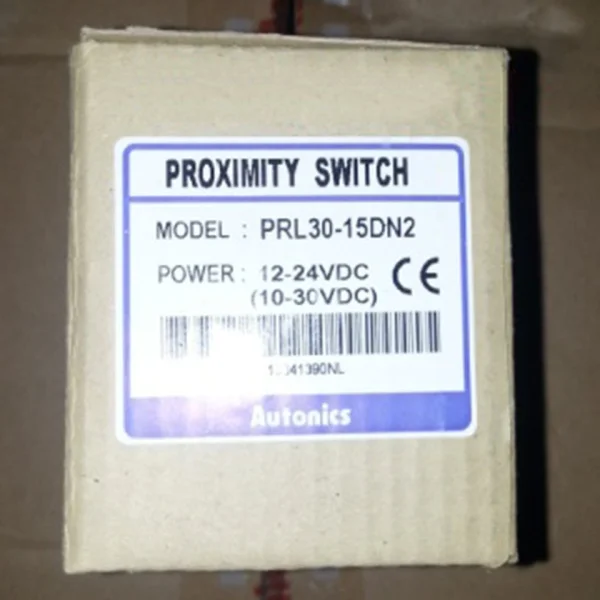 PROXIMITY SWITCH
MODEL : PRL30-15DN2
POWER : 12-24VDC
(10-30VDC)
CE
Autonics